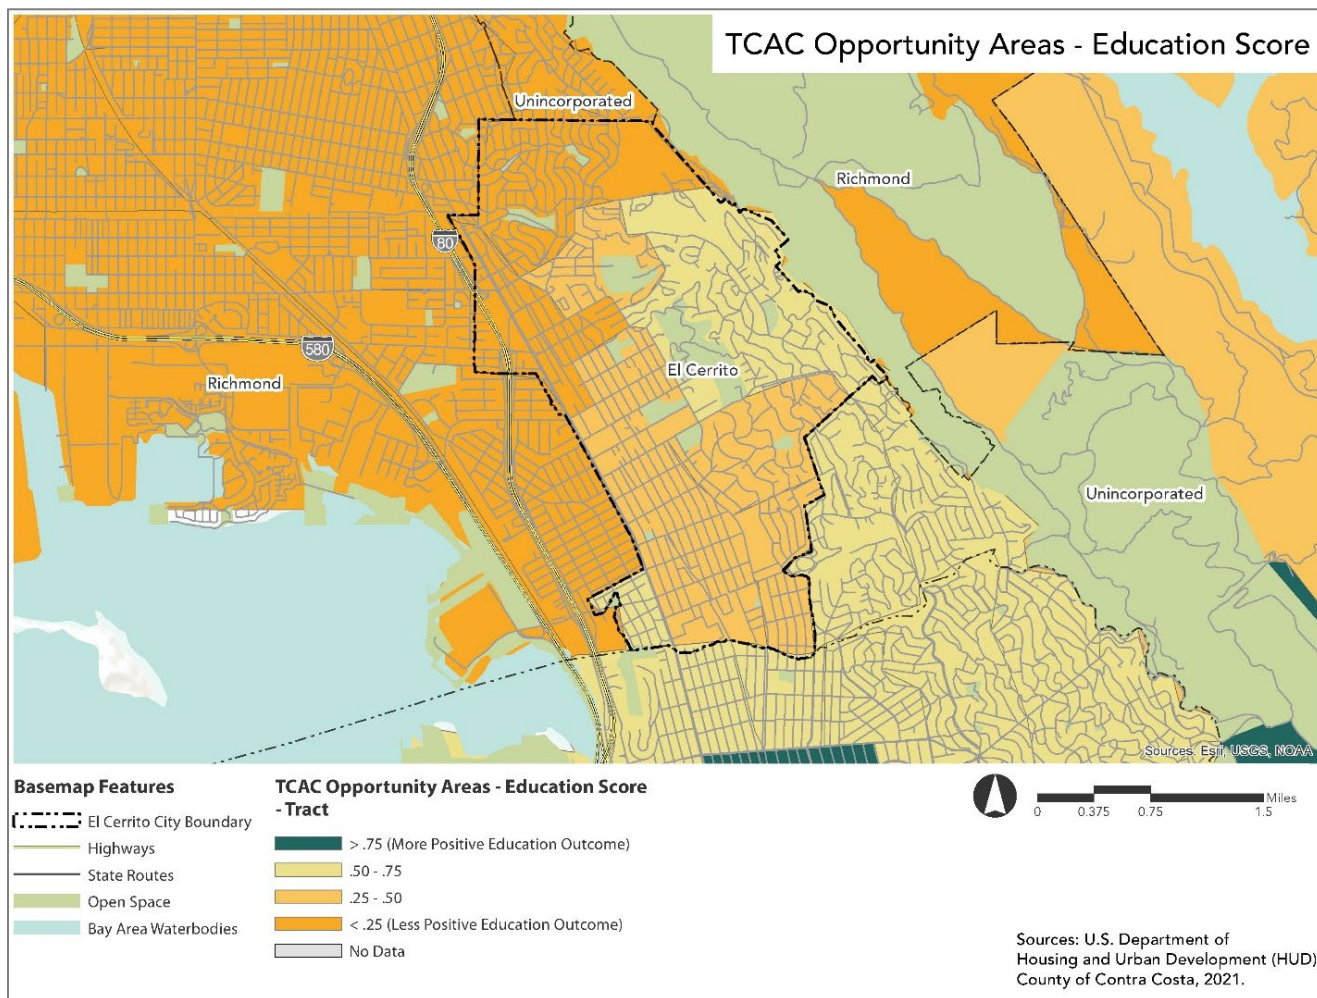 TCAC Opportunity Areas - Education Score
Unincorporated
Richmond
80
580
Richmond
El Cerrito
Unincorporated
Sources: Esri, USGS, NOAA
Basemap Features
El Cerrito City Boundary
Highways
State Routes
Open Space
Bay Area Waterbodies
TCAC Opportunity Areas - Education Score
- Tract
> .75 (More Positive Education Outcome)
.50 - .75
.25 - .50
< .25 (Less Positive Education Outcome)
No Data
Miles
0 0.375 0.75 1.5
Sources: U.S. Department of
Housing and Urban Development (HUD)
County of Contra Costa, 2021.